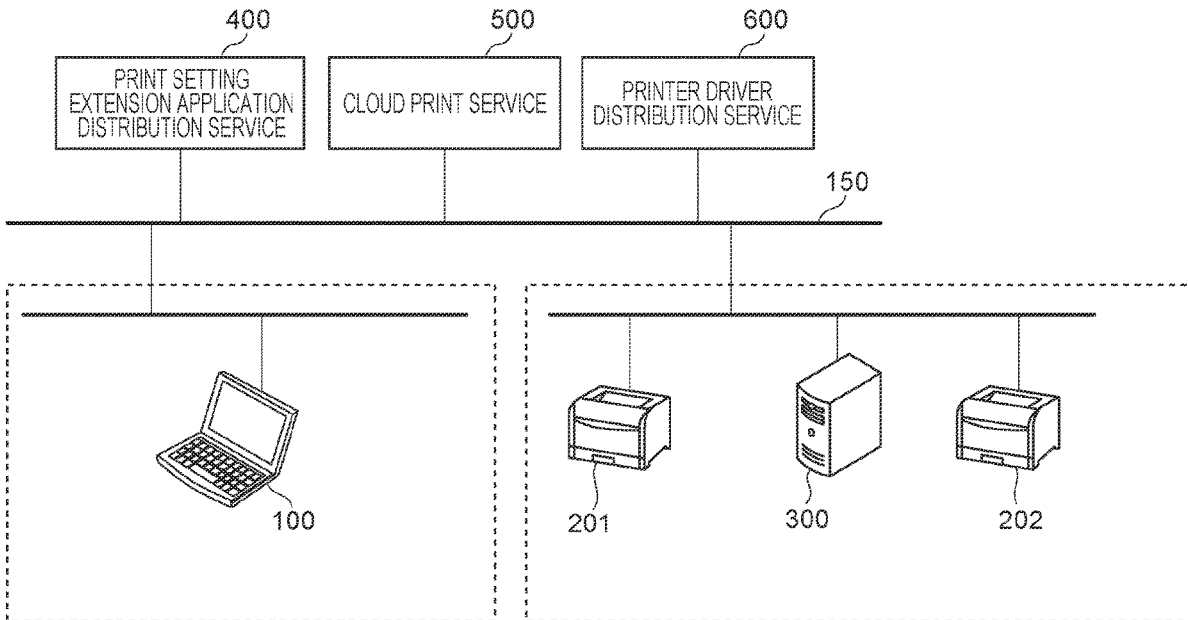 400
500
600
PRINT SETTING
EXTENSION APPLICATION
DISTRIBUTION SERVICE
CLOUD PRINT SERVICE
PRINTER DRIVER
DISTRIBUTION SERVICE
150
100
201
300
202